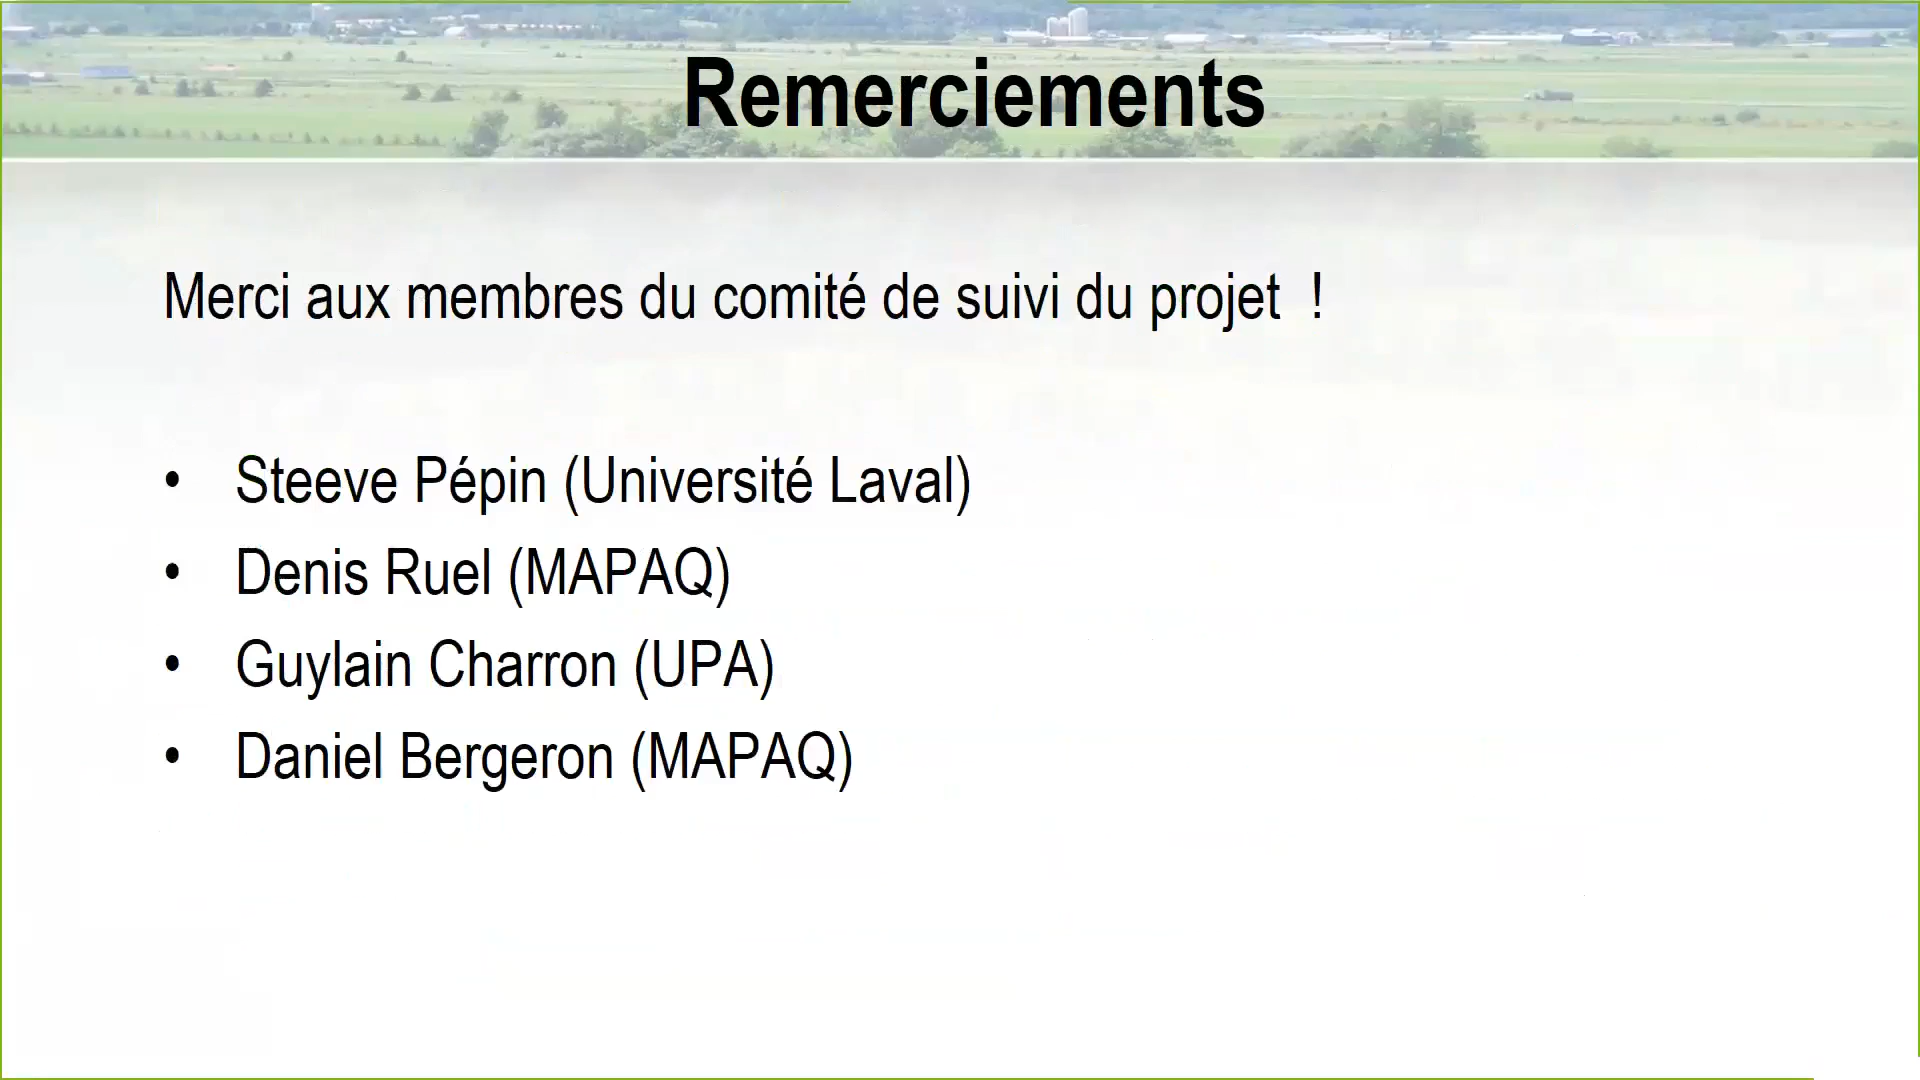 Remerciements
Merci aux membres du comité de suivi du projet  !
• Steeve Pépin (Université Laval)
• Denis Ruel (MAPAQ)
• Guylain Charron (UPA)
• Daniel Bergeron (MAPAQ)